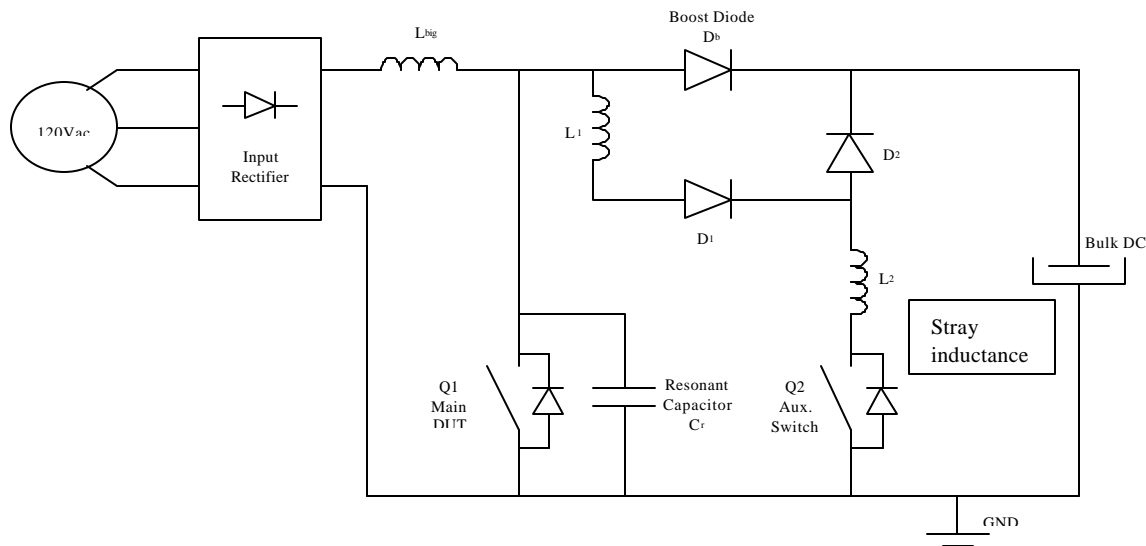 Boost Diode
Db
Lbig
120Vac
Input
Rectifier
L1
D1
D2
L2
Bulk DC
Stray
inductance
Q1
Main
DUT
Resonant
Capacitor
Cr
Q2
Aux.
Switch
GND